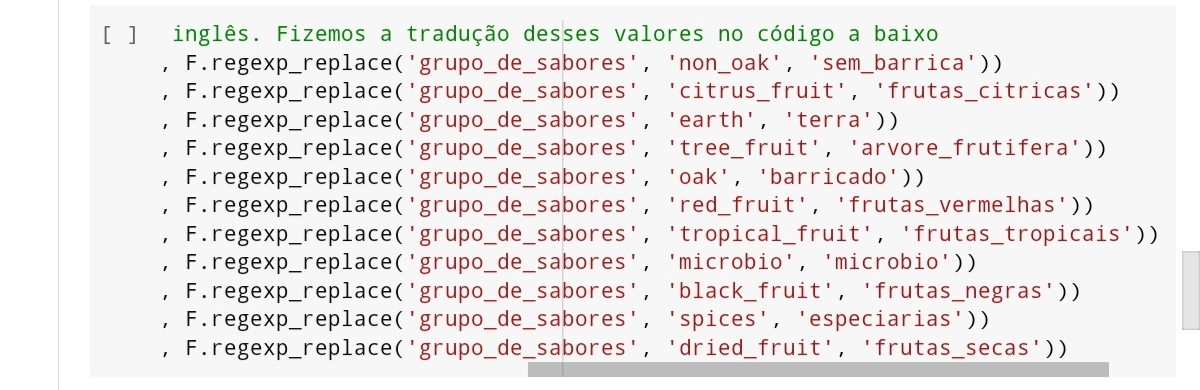 [ ] inglês. Fizemos a tradução desses valores no código a baixo
, F.regexp_replace('grupo_de_sabores', 'non_oak', 'sem_barrica'))
, F.regexp_replace('grupo_de_sabores', 'citrus_fruit', 'frutas_citricas'))
, F.regexp_replace('grupo_de_sabores', 'earth', 'terra'))
, F.regexp_replace('grupo_de_sabores', 'tree_fruit', 'arvore_frutifera'))
, F.regexp_replace('grupo_de_sabores', 'oak', 'barricado'))
, F.regexp_replace('grupo_de_sabores', 'red_fruit', 'frutas_vermelhas'))
, F.regexp_replace('grupo_de_sabores', 'tropical_fruit', 'frutas_tropicais'))
, F.regexp_replace('grupo_de_sabores', 'microbio', 'microbio'))
, F.regexp_replace('grupo_de_sabores', 'black_fruit', 'frutas_negras'))
, F.regexp_replace('grupo_de_sabores', 'spices', 'especiarias'))
, F.regexp_replace('grupo_de_sabores', 'dried_fruit', 'frutas_secas'))